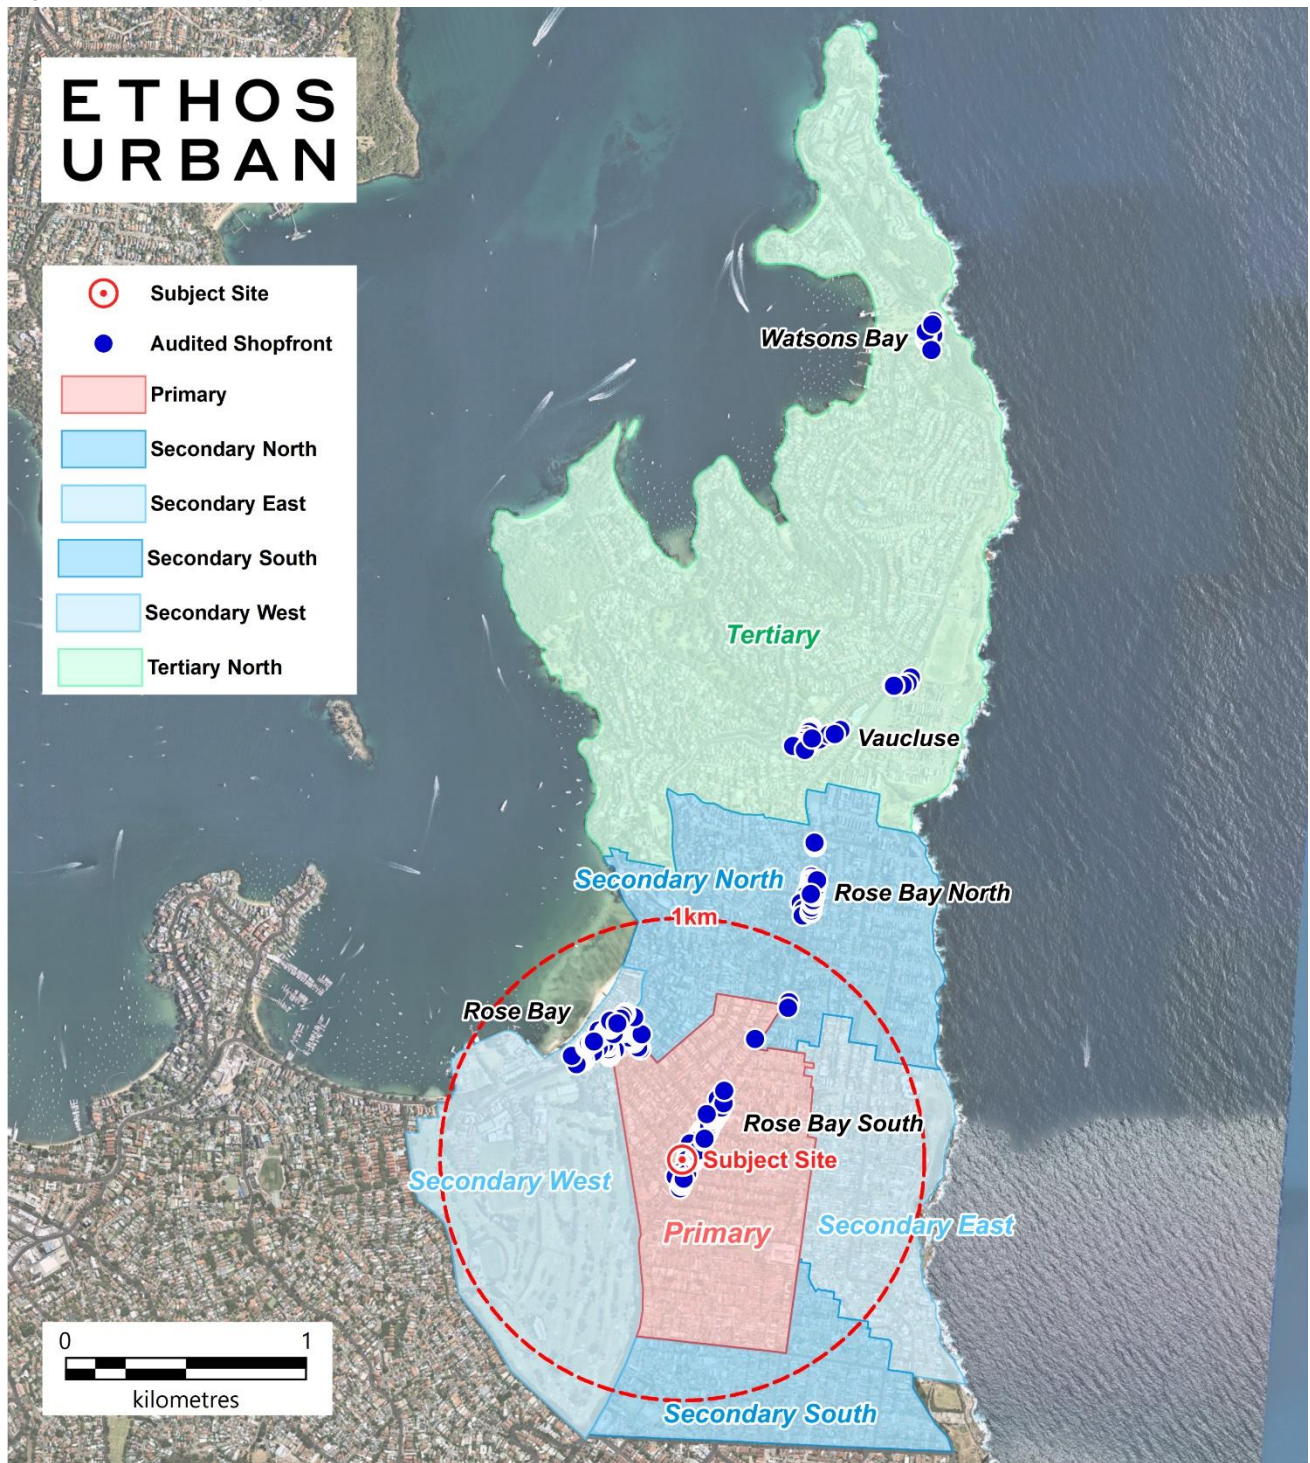 ETHOS
URBAN
Subject Site
Audited Shopfront
Primary
Secondary North
Secondary East
Secondary South
Secondary West
Tertiary North
Watsons Bay
Tertiary
Vaucluse
Secondary North
Rose Bay North
1km
Rose Bay
Rose Bay South
Subject Site
Secondary West
Secondary East
Primary
Secondary South
0 1
kilometres